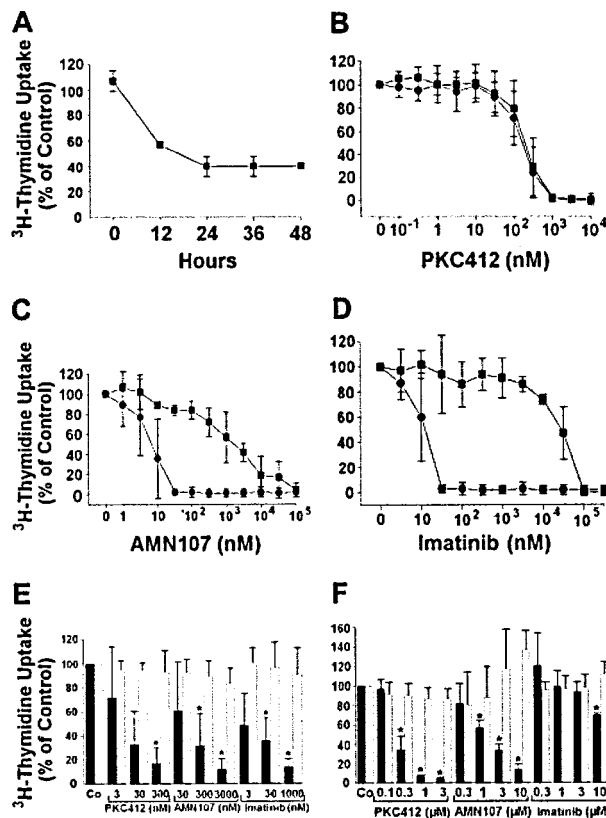 A
³H-Thymidine Uptake
(% of Control)
120
100
80
60
40
20
0
0 12 24 36 48
Hours
B
120
100
80
60
40
20
0
0 10⁻¹ 1 10 10² 10³ 10⁴
PKC412 (nM)
C
³H-Thymidine Uptake
(% of Control)
120
100
80
60
40
20
0
0 1 10 10² 10³ 10⁴ 10⁵
AMN107 (nM)
D
120
100
80
60
40
20
0
0 10 10² 10³ 10⁴ 10⁵
Imatinib (nM)
E
³H-Thymidine Uptake
(% of Control)
120
100
80
60
40
20
0
* * * * *
Co 3 30 300 30 300 3000 3 30 1000
PKC412 (nM) AMN107 (nM) Imatinib (nM)
F
160
140
120
100
80
60
40
20
0
* * * * * * *
Co 0.1 0.3 1 3 0.3 1 3 10 0.3 1 3 10
PKC412 (µM) AMN107 (µM) Imatinib (µM)